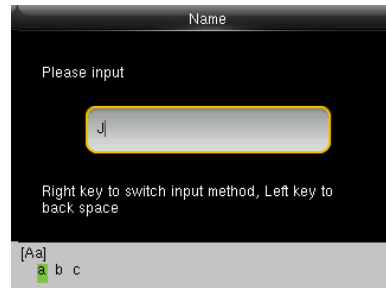 Name
Please input
J
Right key to switch input method, Left key to
back space
[Aa]
a b c